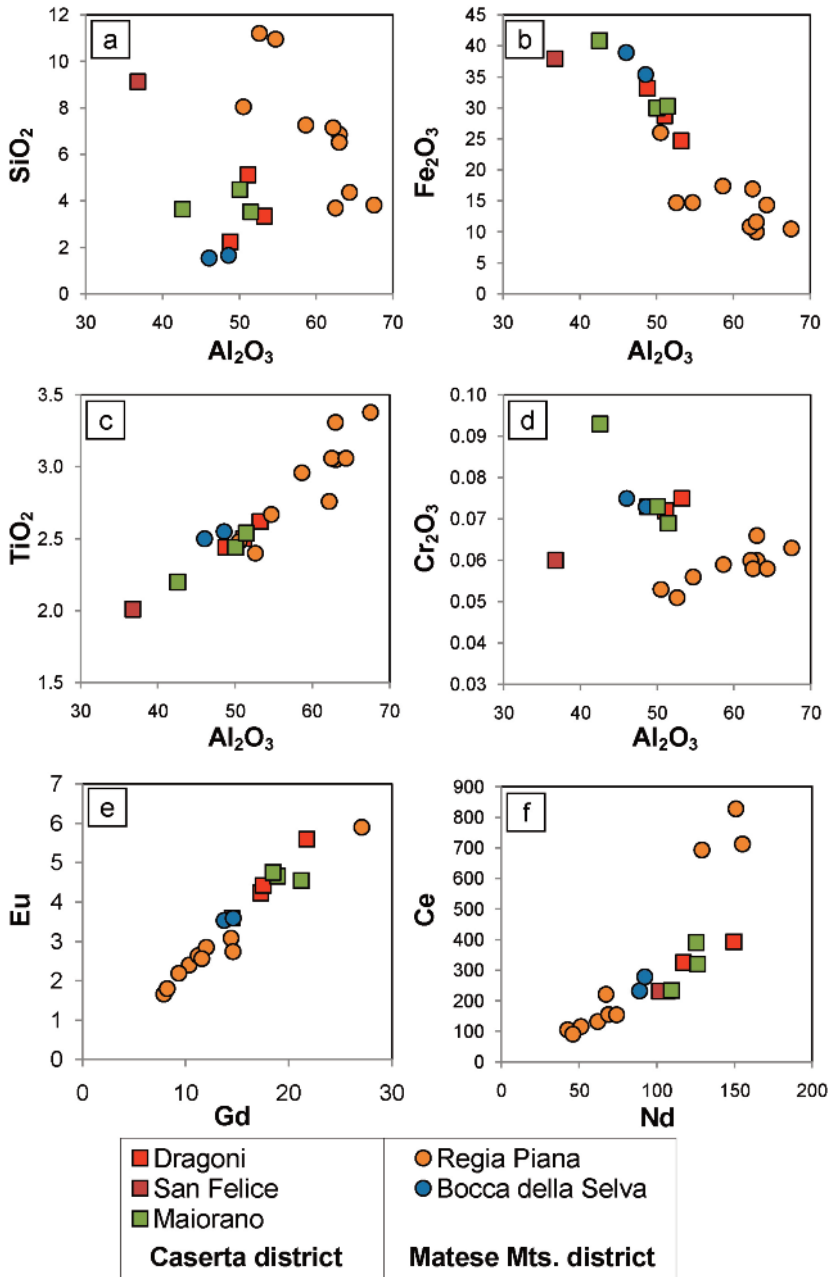 a
12
10
8
6
4
2
0
SiO₂
30 40 50 60 70
Al₂O₃
b
45
40
35
30
25
20
15
10
5
0
Fe₂O₃
30 40 50 60 70
Al₂O₃
c
3.5
3.0
2.5
2.0
1.5
TiO₂
30 40 50 60 70
Al₂O₃
d
0.10
0.09
0.08
0.07
0.06
0.05
0.04
0.03
Cr₂O₃
30 40 50 60 70
Al₂O₃
e
7
6
5
4
3
2
1
0
Eu
0 10 20 30
Gd
f
900
800
700
600
500
400
300
200
100
0
Ce
0 50 100 150 200
Nd
Dragoni
San Felice
Maiorano
Caserta district
Regia Piana
Bocca della Selva
Matese Mts. district